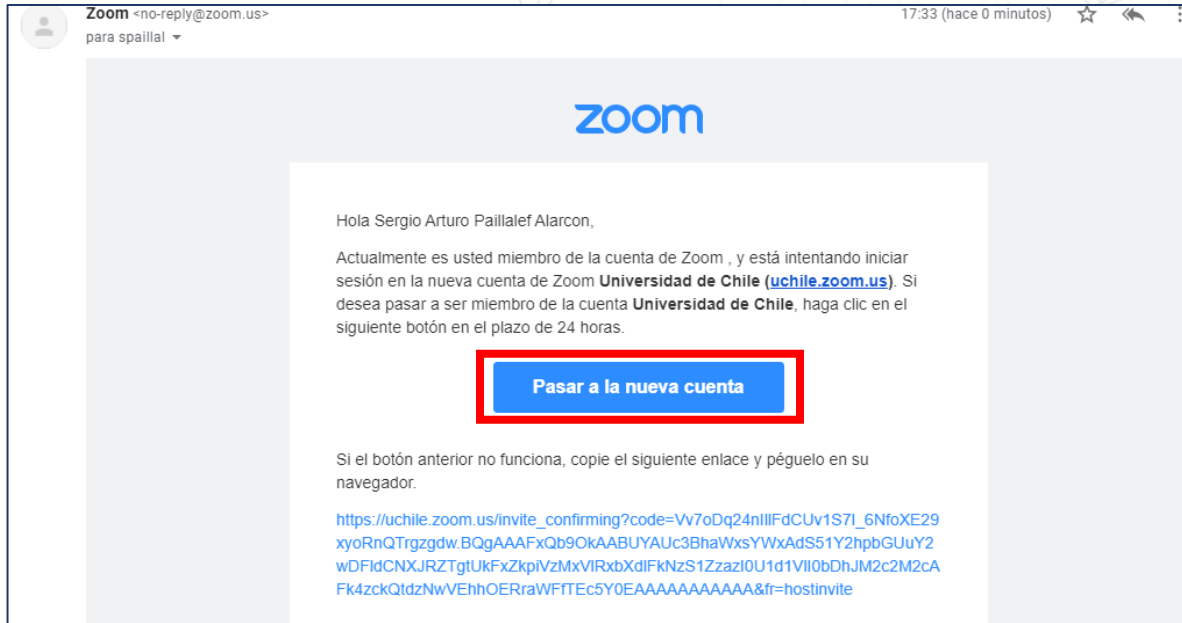 Zoom <no-reply@zoom.us>
17:33 (hace 0 minutos)
para spaillal
zoom
Hola Sergio Arturo Paillalef Alarcon,
Actualmente es usted miembro de la cuenta de Zoom , y está intentando iniciar
sesión en la nueva cuenta de Zoom Universidad de Chile (uchile.zoom.us). Si
desea pasar a ser miembro de la cuenta Universidad de Chile, haga clic en el
siguiente botón en el plazo de 24 horas.
Pasar a la nueva cuenta
Si el botón anterior no funciona, copie el siguiente enlace y péguelo en su
navegador.
https://uchile.zoom.us/invite_confirming?code=Vv7oDq24nIllFdCUv1S7I_6NfoXE29
xyoRnQTrgzgdw.BQgAAAFxQb9OkAABUYAUc3BhaWxsYWxAdS51Y2hpbGUuY2
wDFldCNXJRZTgtUkFxZkpiVzMxVlRxbXdlFkNzS1ZzazI0U1d1VlI0bDhJM2c2M2cA
Fk4zckQtdzNwVEhhOERraWFfTEc5Y0EAAAAAAAAAAA&fr=hostinvite